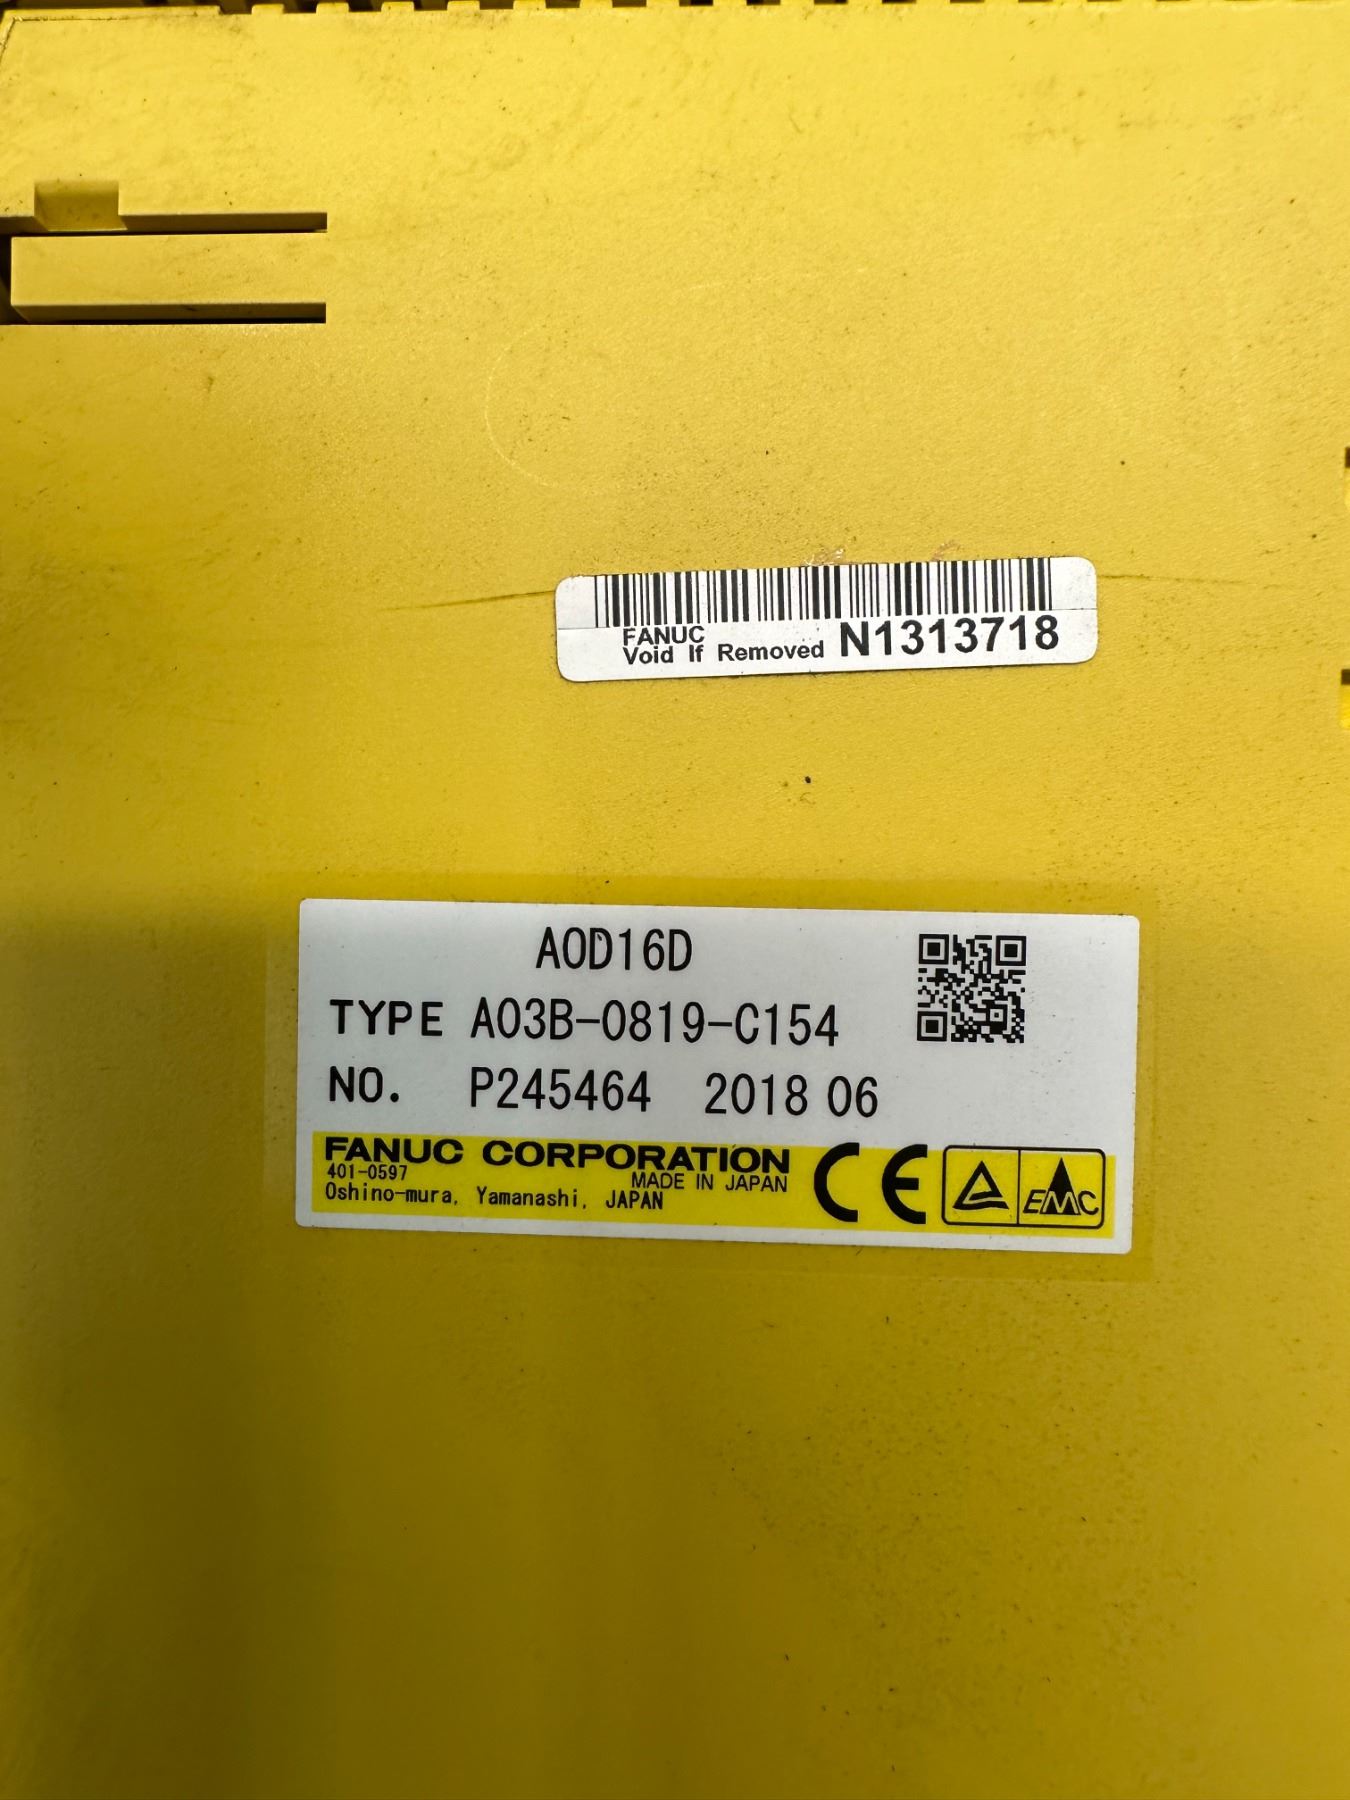 FANUC
Void If Removed N1313718
AOD16D
TYPE A03B-0819-C154
NO. P245464 2018 06
FANUC CORPORATION
401-0597 MADE IN JAPAN
Oshino-mura, Yamanashi, JAPAN
CE
EMC